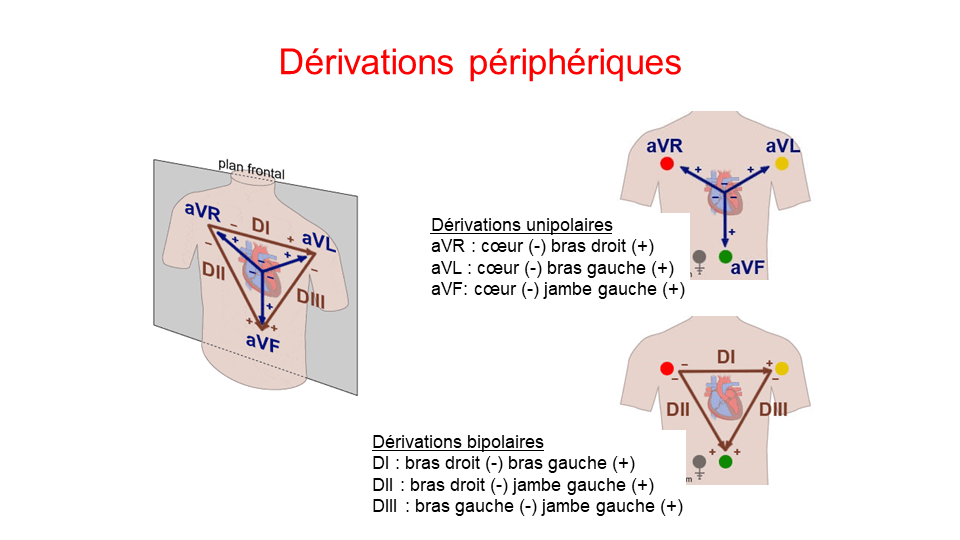 Dérivations périphériques
plan frontal
aVR
DI
aVL
DII
DIII
aVF
aVR
aVL
aVF
Dérivations unipolaires
aVR : cœur (-) bras droit (+)
aVL : cœur (-) bras gauche (+)
aVF: cœur (-) jambe gauche (+)
DI
DII
DIII
Dérivations bipolaires
DI : bras droit (-) bras gauche (+)
DII : bras droit (-) jambe gauche (+)
DIII : bras gauche (-) jambe gauche (+)